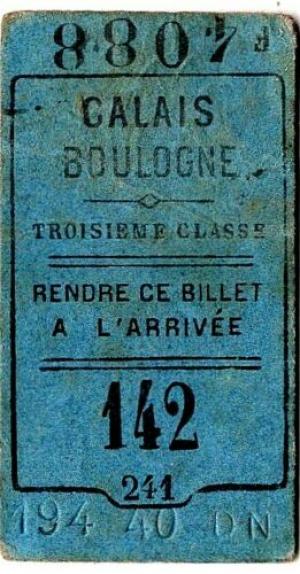 8807
CALAIS
BOULOGNE
TROISIEME CLASSE
RENDRE CE BILLET
A L'ARRIVÉE
142
241
194 40 DN